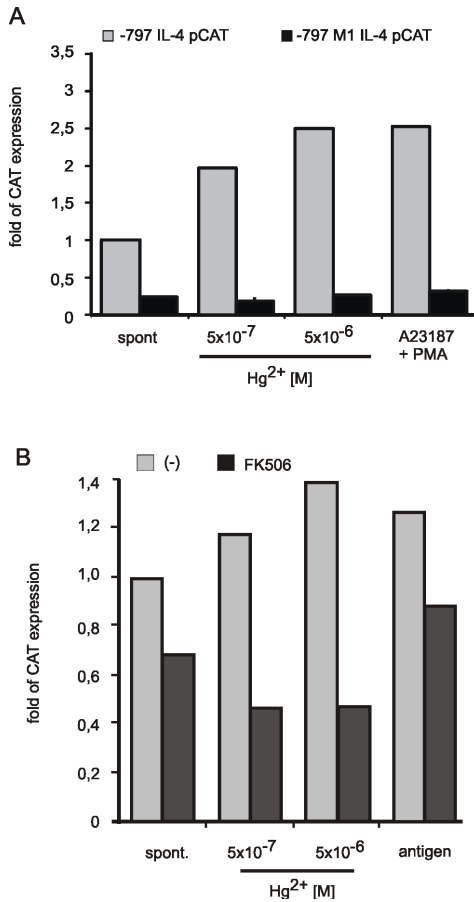 A
-797 IL-4 pCAT
-797 M1 IL-4 pCAT
fold of CAT expression
3,5
3
2,5
2
1,5
1
0,5
0
spont
5x10-7
5x10-6
A23187
+ PMA
Hg2+ [M]
B
(-)
FK506
fold of CAT expression
1,4
1,2
1,0
0,8
0,6
0,4
0,2
0
spont.
5x10-7
5x10-6
antigen
Hg2+ [M]